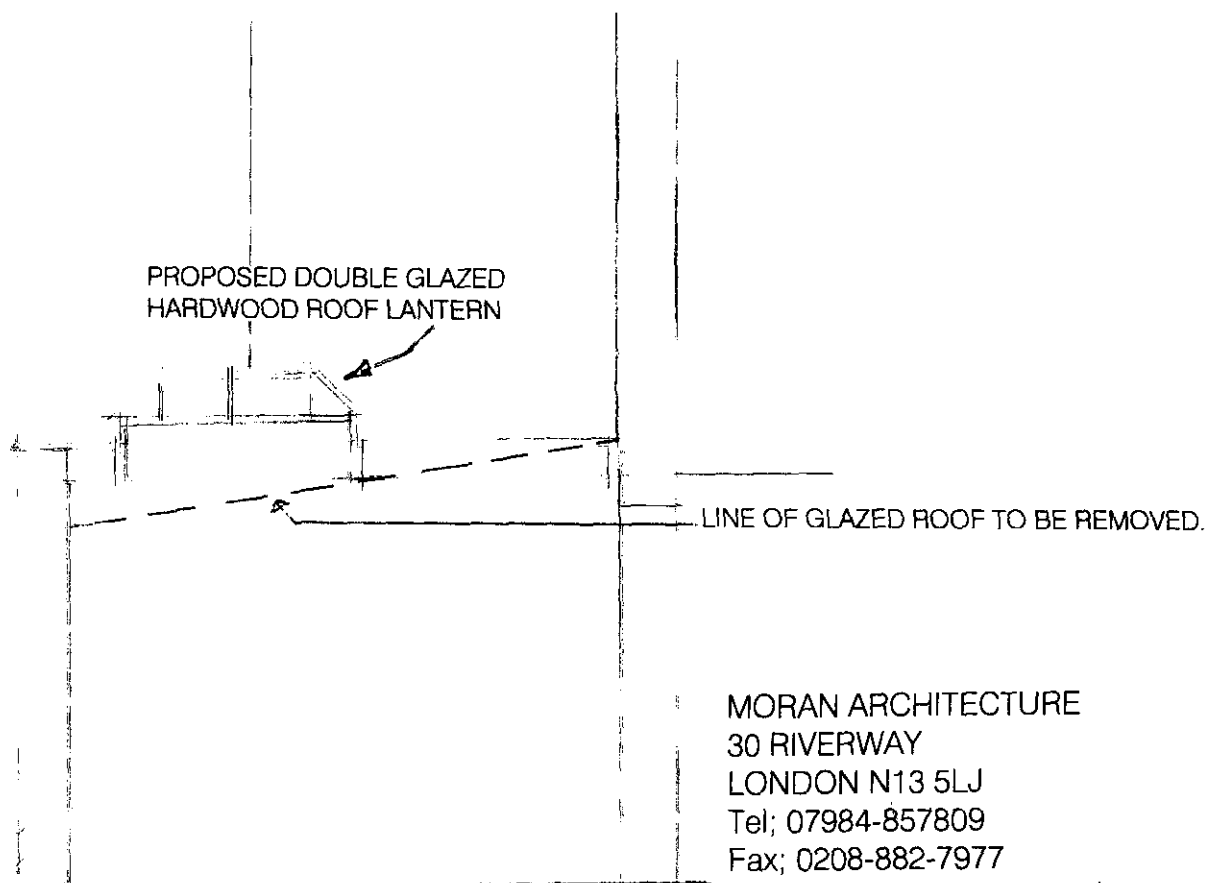 PROPOSED DOUBLE GLAZED
HARDWOOD ROOF LANTERN
LINE OF GLAZED ROOF TO BE REMOVED.
MORAN ARCHITECTURE
30 RIVERWAY
LONDON N13 5LJ
Tel; 07984-857809
Fax; 0208-882-7977